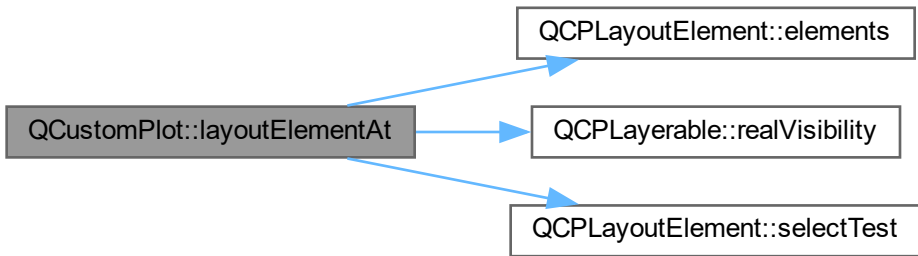 QCPLayoutElement::elements
QCustomPlot::layoutElementAt
QCPLayerable::realVisibility
QCPLayoutElement::selectTest